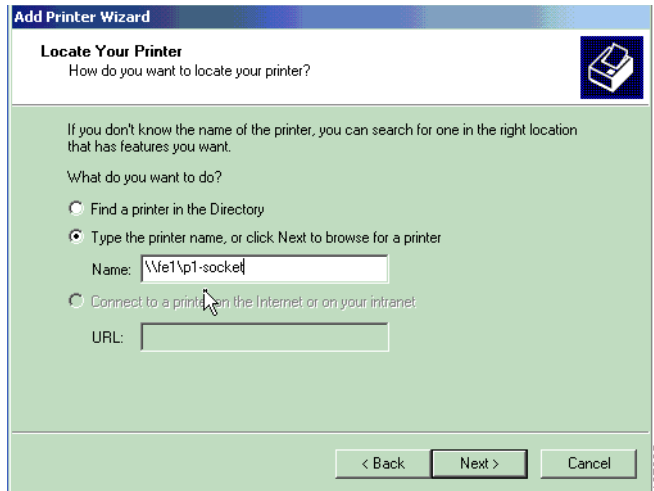 Add Printer Wizard
Locate Your Printer
How do you want to locate your printer?
If you don't know the name of the printer, you can search for one in the right location
that has features you want.
What do you want to do?
Find a printer in the Directory
Type the printer name, or click Next to browse for a printer
Name: \\fe1\p1-socket
Connect to a printer on the Internet or on your intranet
URL:
< Back Next > Cancel